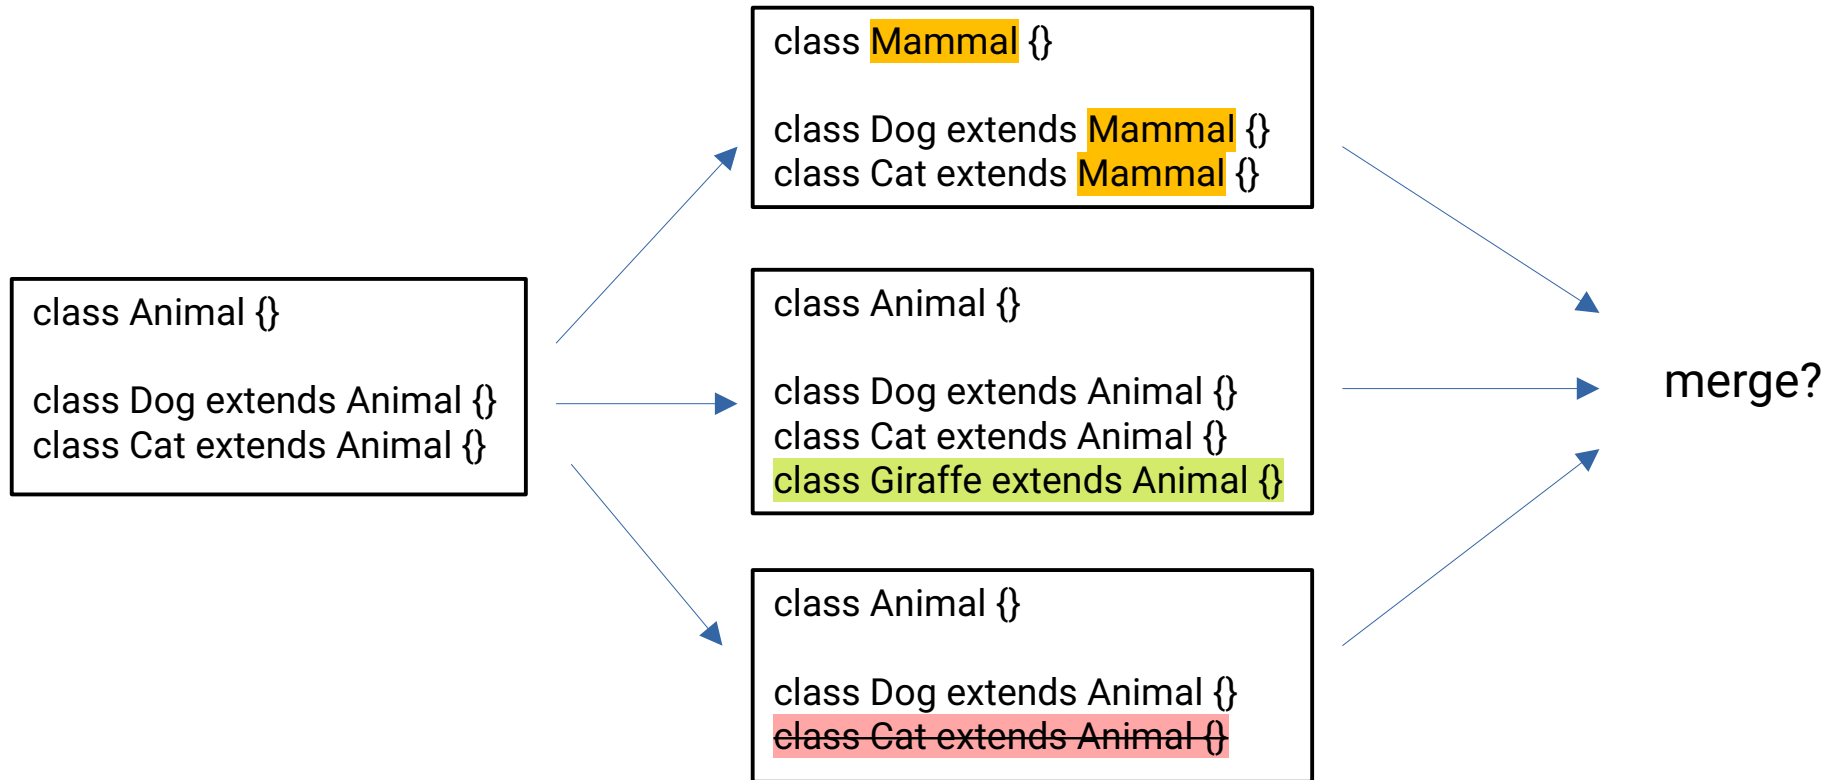 class Animal {}
class Dog extends Animal {}
class Cat extends Animal {}
class Mammal {}
class Dog extends Mammal {}
class Cat extends Mammal {}
class Animal {}
class Dog extends Animal {}
class Cat extends Animal {}
class Giraffe extends Animal {}
class Animal {}
class Dog extends Animal {}
class Cat extends Animal {}
merge?